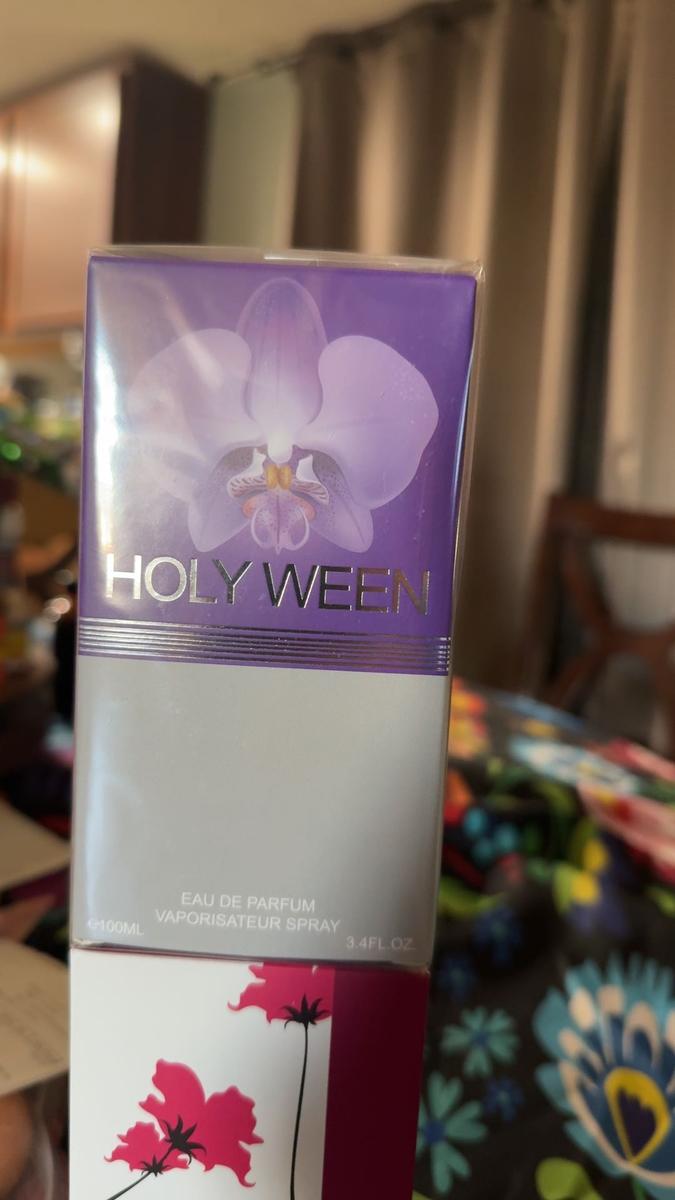 HOLY WEEN
EAU DE PARFUM
VAPORISATEUR SPRAY
℮100ML
3.4FL.OZ.